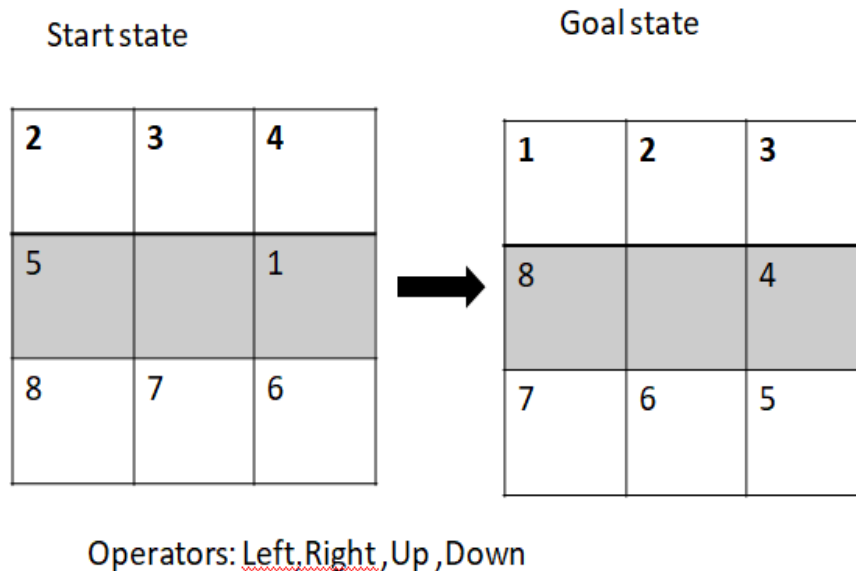 Start state
Goal state
2 3 4
5 1
8 7 6
1 2 3
8 4
7 6 5
Operators: Left,Right ,Up ,Down